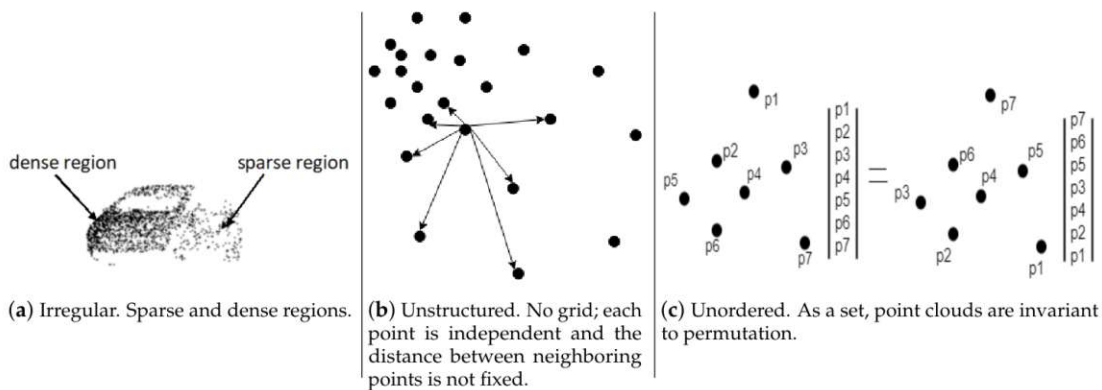 dense region
sparse region
(a) Irregular. Sparse and dense regions.
(b) Unstructured. No grid; each
point is independent and the
distance between neighboring
points is not fixed.
p1
p2
p3
p4
p5
p6
p7
p1
p2
p3
p4
p5
p6
p7
=
p7
p6
p5
p4
p3
p2
p1
p7
p6
p5
p3
p4
p2
p1
(c) Unordered. As a set, point clouds are invariant
to permutation.